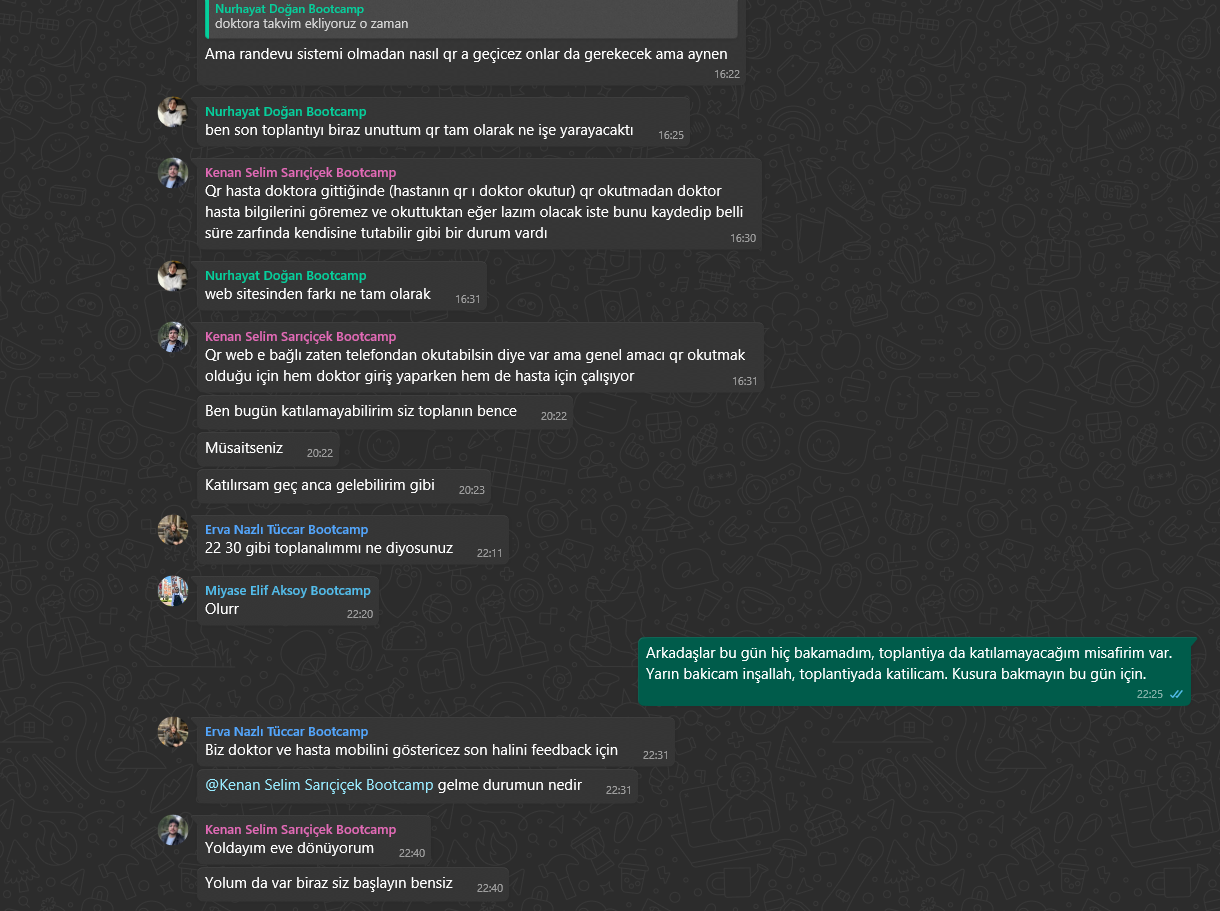 Nurhayat Doğan Bootcamp
doktora takvim ekliyoruz o zaman
Ama randevu sistemi olmadan nasıl qr a geçicez onlar da gerekecek ama aynen
16:22
Nurhayat Doğan Bootcamp
ben son toplantıyı biraz unuttum qr tam olarak ne işe yarayacaktı
16:25
Kenan Selim Sarıçiçek Bootcamp
Qr hasta doktora gittiğinde (hastanın qr ı doktor okutur) qr okutmadan doktor
hasta bilgilerini göremez ve okuttuktan eğer lazım olacak iste bunu kaydedip belli
süre zarfında kendisine tutabilir gibi bir durum vardı
16:30
Nurhayat Doğan Bootcamp
web sitesinden farkı ne tam olarak
16:31
Kenan Selim Sarıçiçek Bootcamp
Qr web e bağlı zaten telefondan okutabilsin diye var ama genel amacı qr okutmak
olduğu için hem doktor giriş yaparken hem de hasta için çalışıyor
16:31
Ben bugün katılamayabilirim siz toplanın bence
20:22
Müsaitseniz
20:22
Katılırsam geç anca gelebilirim gibi
20:23
Erva Nazlı Tüccar Bootcamp
22 30 gibi toplanalımmı ne diyosunuz
22:11
Miyase Elif Aksoy Bootcamp
Olurr
22:20
Arkadaşlar bu gün hiç bakamadım, toplantiya da katılamayacağım misafirim var.
Yarın bakicam inşallah, toplantiyada katilicam. Kusura bakmayın bu gün için.
22:25
Erva Nazlı Tüccar Bootcamp
Biz doktor ve hasta mobilini göstericez son halini feedback için
22:31
@Kenan Selim Sarıçiçek Bootcamp gelme durumun nedir
22:31
Kenan Selim Sarıçiçek Bootcamp
Yoldayım eve dönüyorum
22:40
Yolum da var biraz siz başlayın bensiz
22:40